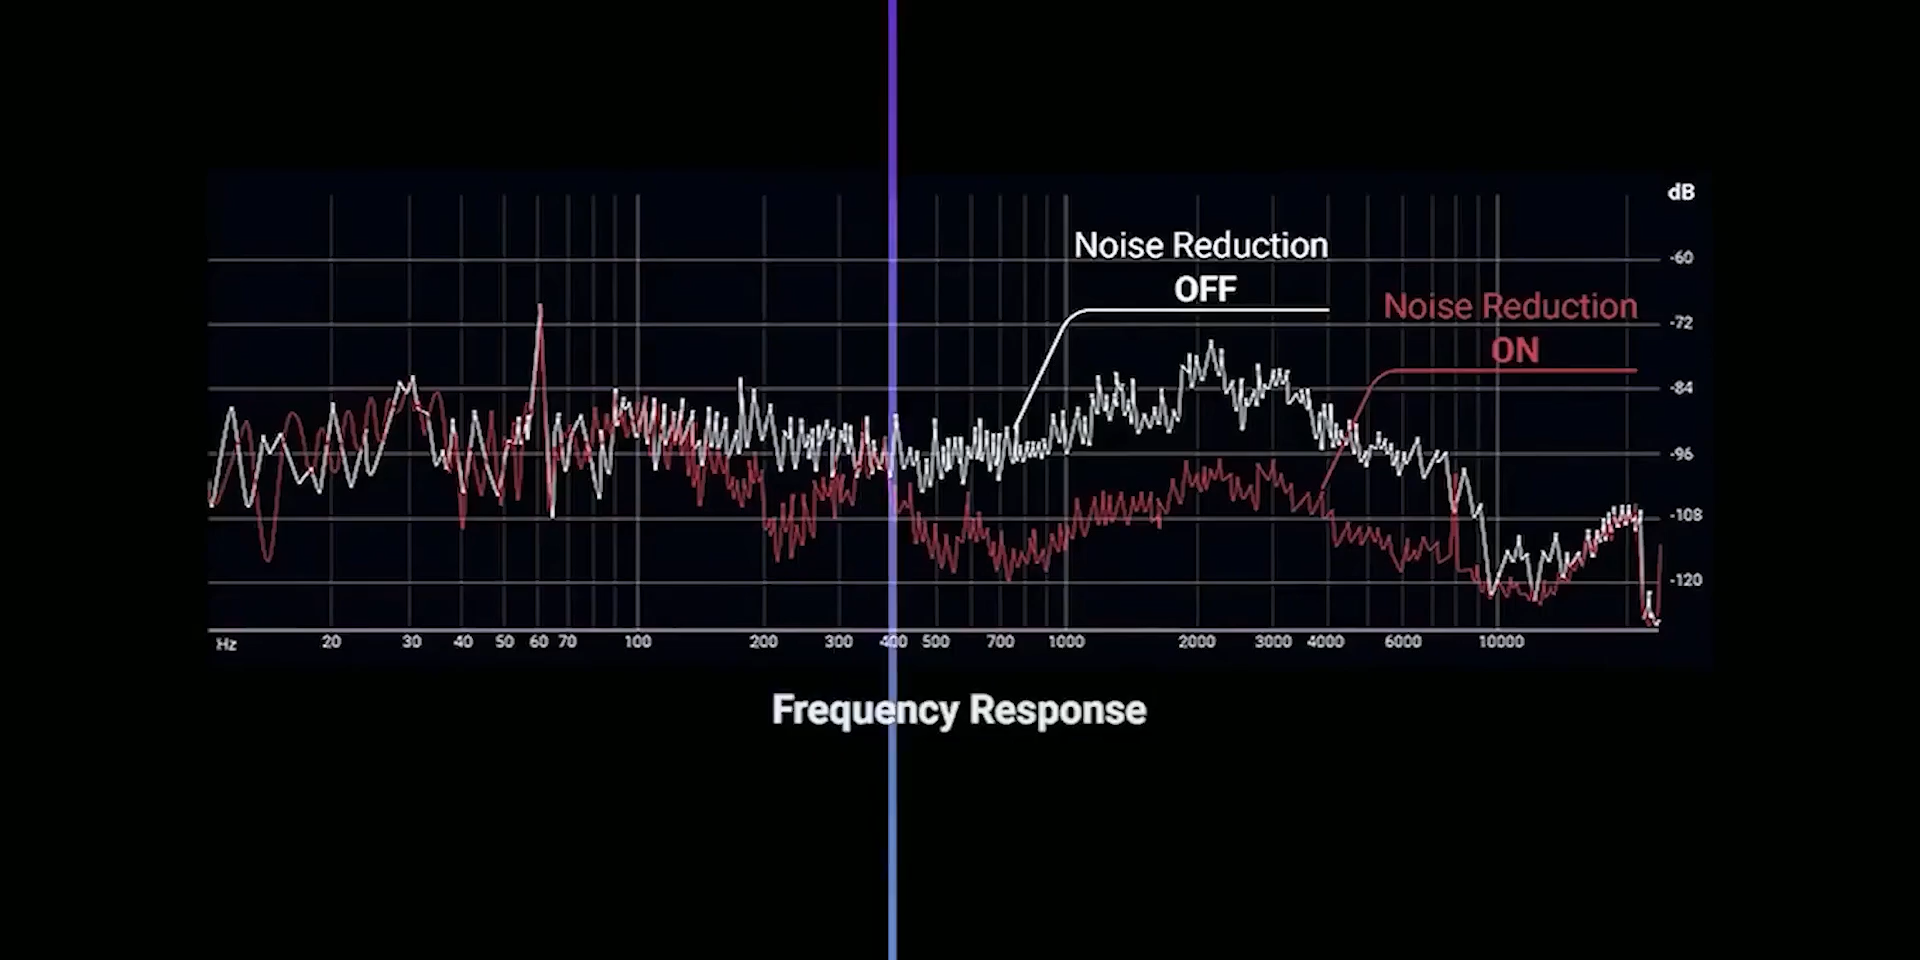 dB
Noise Reduction
OFF
Noise Reduction
ON
-60
-72
-84
-96
-108
-120
Hz 20 30 40 50 60 70 100 200 300 400 500 700 1000 2000 3000 4000 6000 10000
Frequency Response